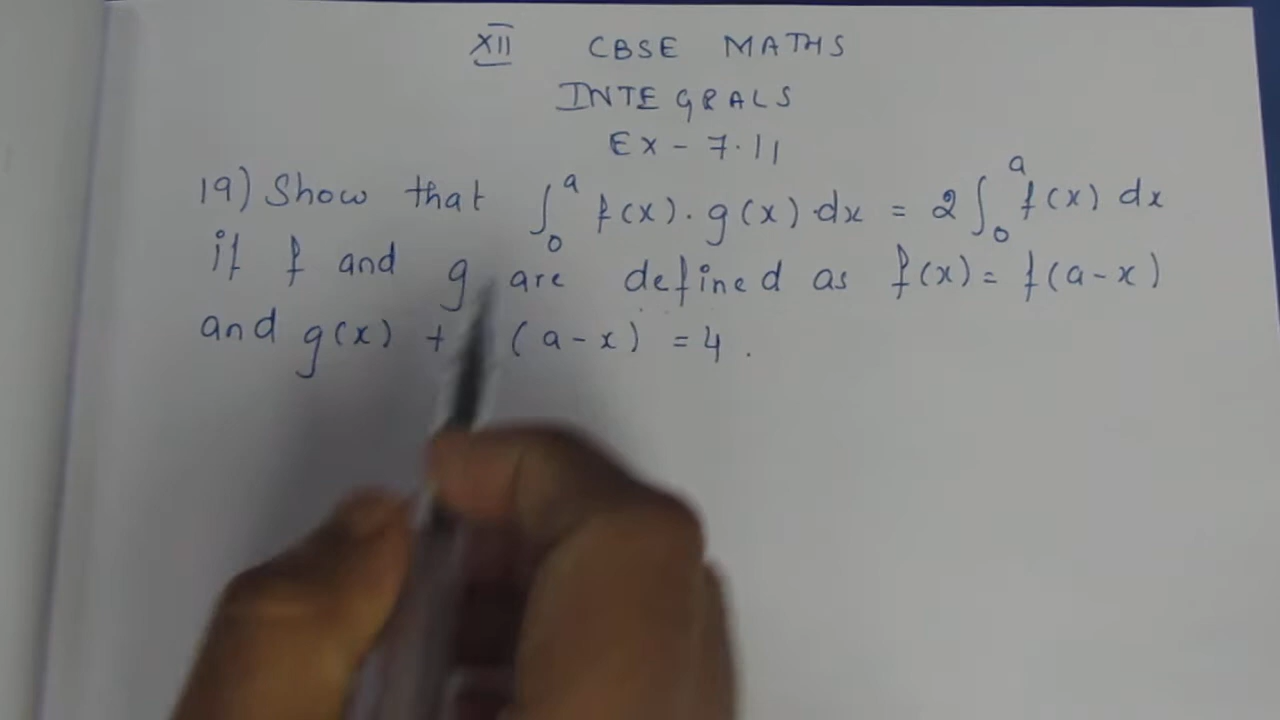 XII CBSE MATHS
INTEGRALS
EX - 7.11
19) Show that ∫₀ᵃ f(x). g(x) dx = 2∫₀ᵃ f(x) dx
if f and g are defined as f(x) = f(a-x)
and g(x) + (a-x) = 4.